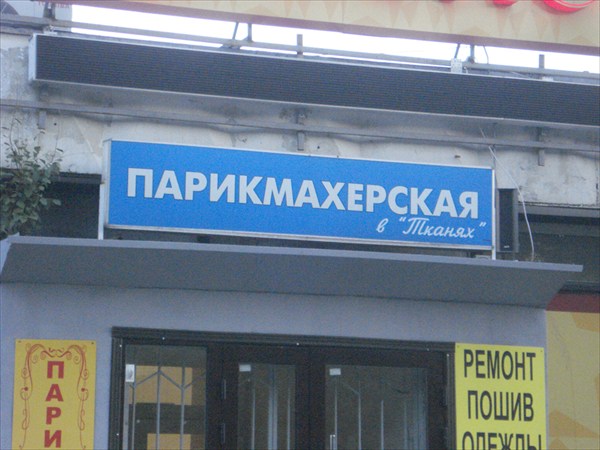 ПАРИКМАХЕРСКАЯ
в "Тканях"
ПАРИ
РЕМОНТ
ПОШИВ
ОДЕЖДЫ